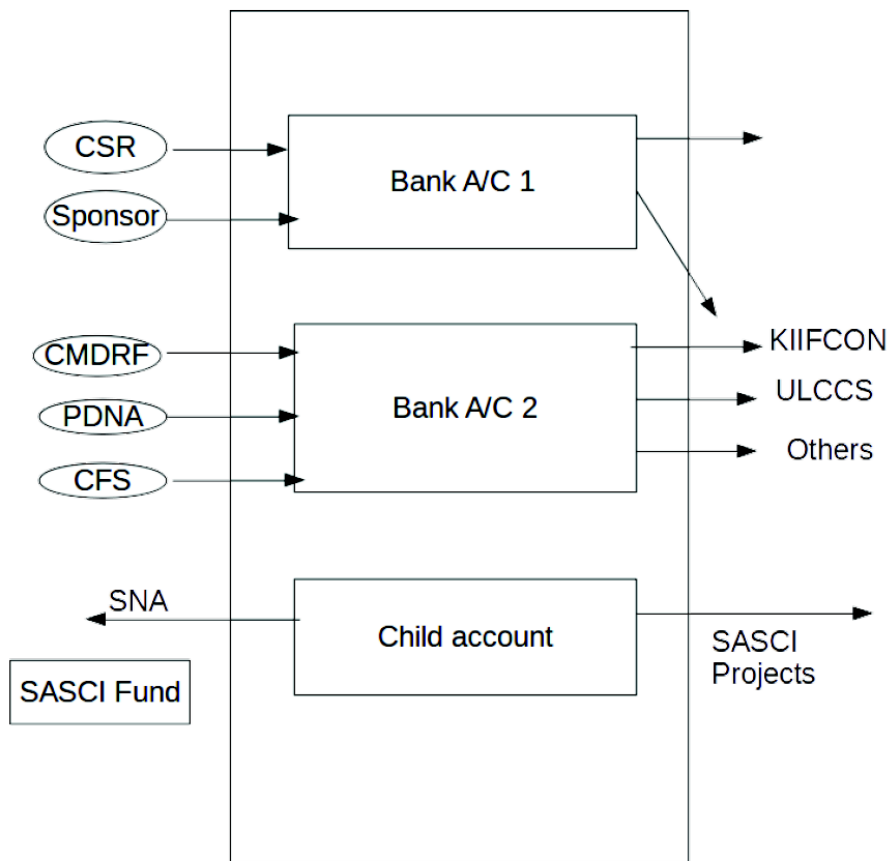 CSR
Bank A/C 1
Sponsor
CMDRF
KIIFCON
ULCCS
PDNA
Bank A/C 2
Others
CFS
SNA
Child account
SASCI
Projects
SASCI Fund